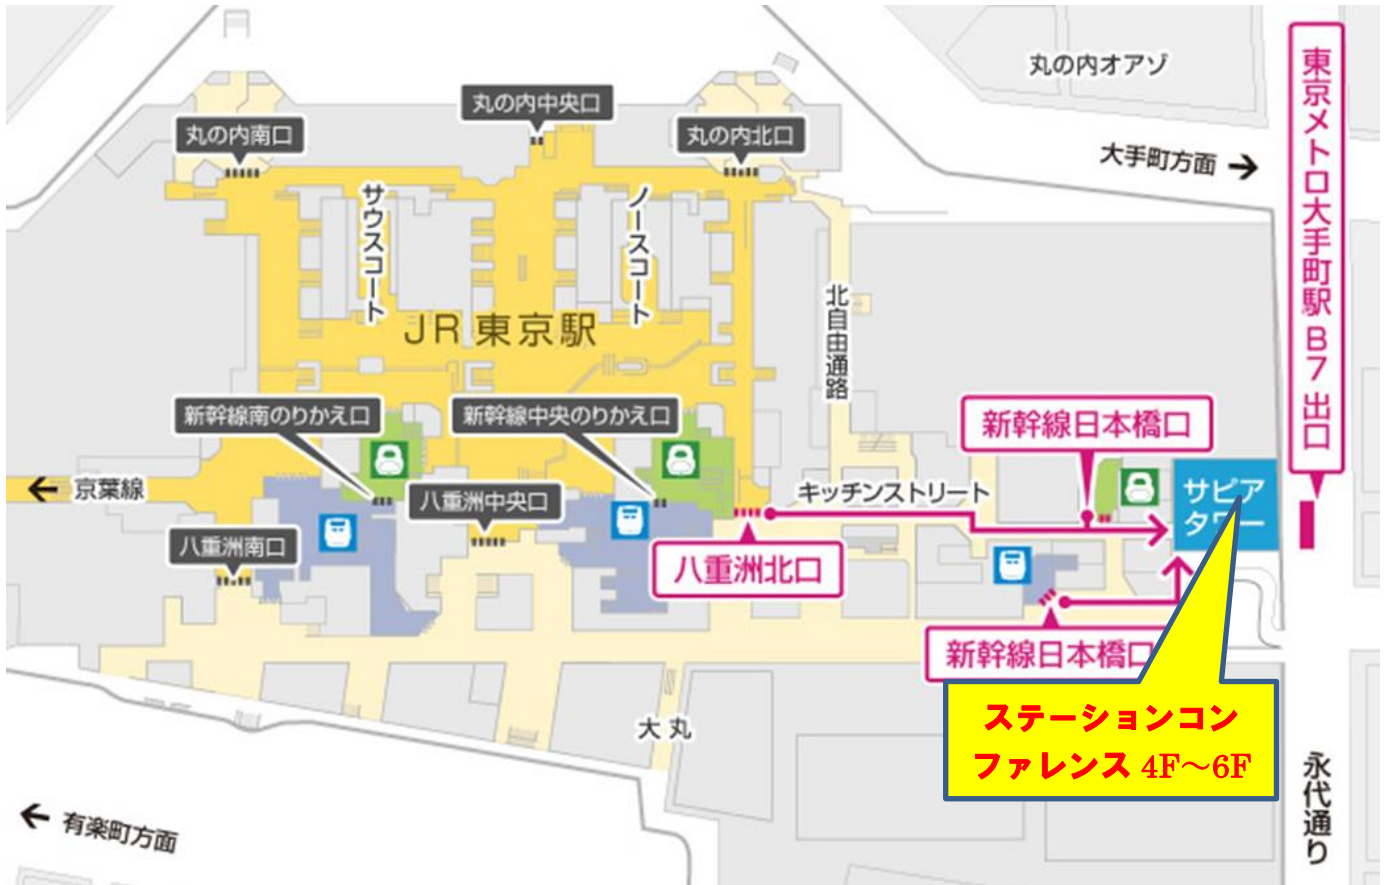 丸の内オアゾ
東京メトロ大手町駅 B7 出口
丸の内中央口
丸の内南口
丸の内北口
大手町方面 →
サウスコート
ノースコート
北自由通路
JR 東京駅
新幹線南のりかえ口
新幹線中央のりかえ口
新幹線日本橋口
← 京葉線
八重洲中央口
キッチンストリート
サピア
タワー
八重洲南口
八重洲北口
新幹線日本橋口
ステーションコン
ファレンス 4F～6F
大丸
永代通り
← 有楽町方面